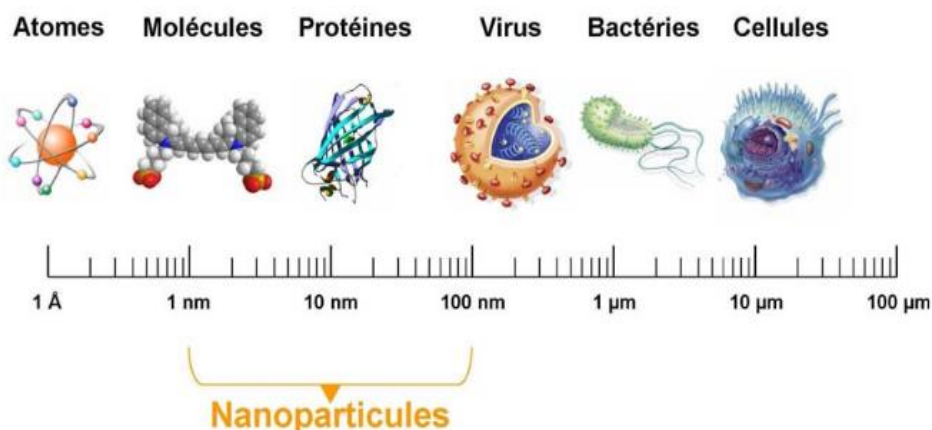 Atomes Molécules Protéines Virus Bactéries Cellules
1 Å 1 nm 10 nm 100 nm 1 µm 10 µm 100 µm
Nanoparticules